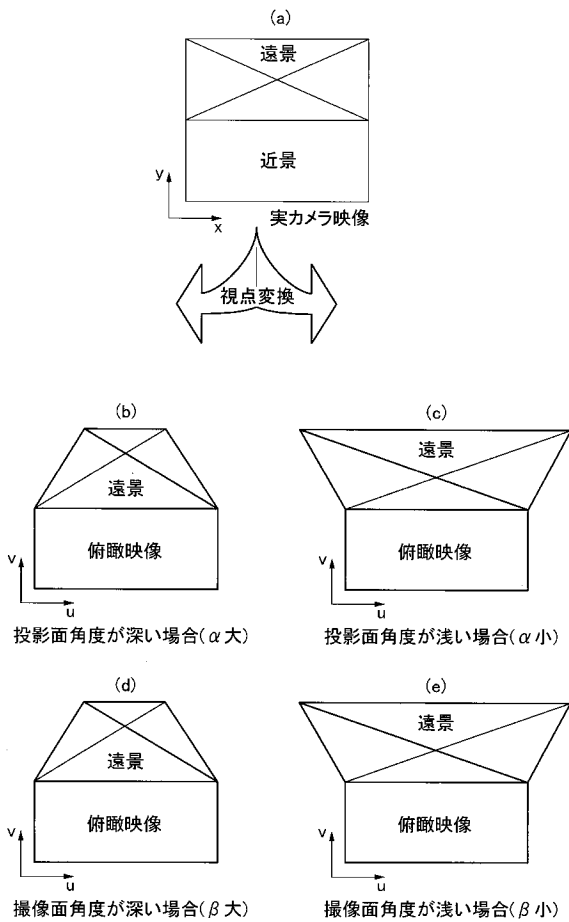 (a)
遠景
近景
y
x
実カメラ映像
視点変換
(b)
遠景
俯瞰映像
v
u
投影面角度が深い場合(α大)
(c)
遠景
俯瞰映像
v
u
投影面角度が浅い場合(α小)
(d)
遠景
俯瞰映像
v
u
撮像面角度が深い場合(β大)
(e)
遠景
俯瞰映像
v
u
撮像面角度が浅い場合(β小)